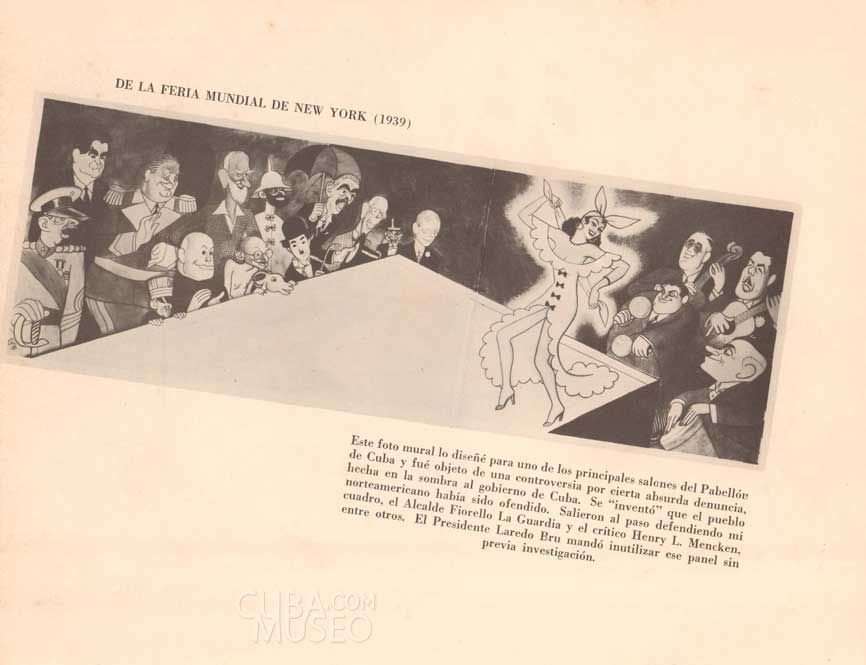 DE LA FERIA MUNDIAL DE NEW YORK (1939)
Este foto mural lo diseñé para uno de los principales salones del Pabellón
de Cuba y fué objeto de una controversia por cierta absurda denuncia,
hecha en la sombra al gobierno de Cuba. Se "inventó" que el pueblo
norteamericano había sido ofendido. Salieron al paso defendiendo mi
cuadro, el Alcalde Fiorello La Guardia y el crítico Henry L. Mencken,
entre otros. El Presidente Laredo Bru mandó inutilizar ese panel sin
previa investigación.
CUBA.COM
MUSEO